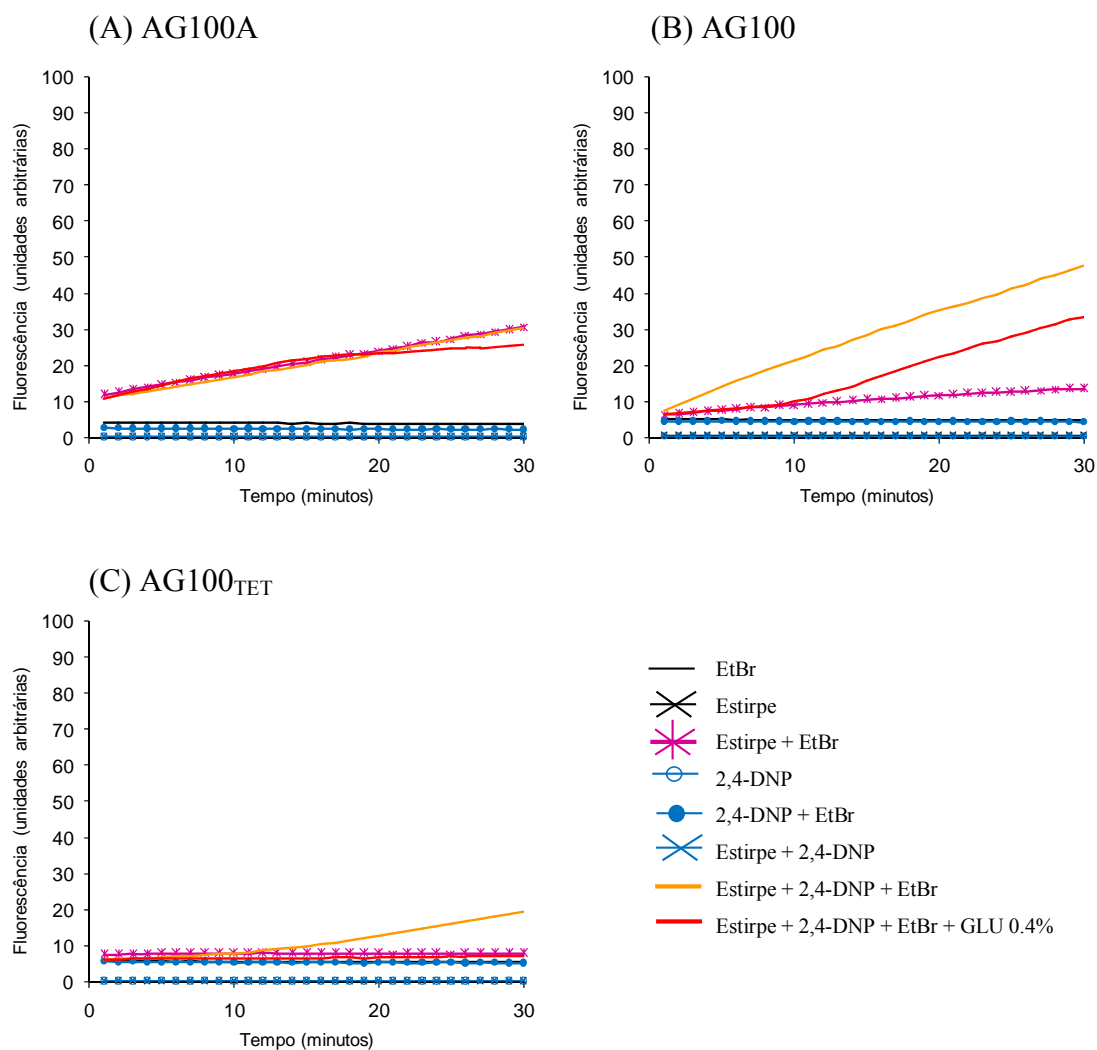 (A) AG100A
Fluorescência (unidades arbitrárias)
100
90
80
70
60
50
40
30
20
10
0
0 10 20 30
Tempo (minutos)
(B) AG100
Fluorescência (unidades arbitrárias)
100
90
80
70
60
50
40
30
20
10
0
0 10 20 30
Tempo (minutos)
(C) AG100TET
Fluorescência (unidades arbitrárias)
100
90
80
70
60
50
40
30
20
10
0
0 10 20 30
Tempo (minutos)
EtBr
Estirpe
Estirpe + EtBr
2,4-DNP
2,4-DNP + EtBr
Estirpe + 2,4-DNP
Estirpe + 2,4-DNP + EtBr
Estirpe + 2,4-DNP + EtBr + GLU 0.4%